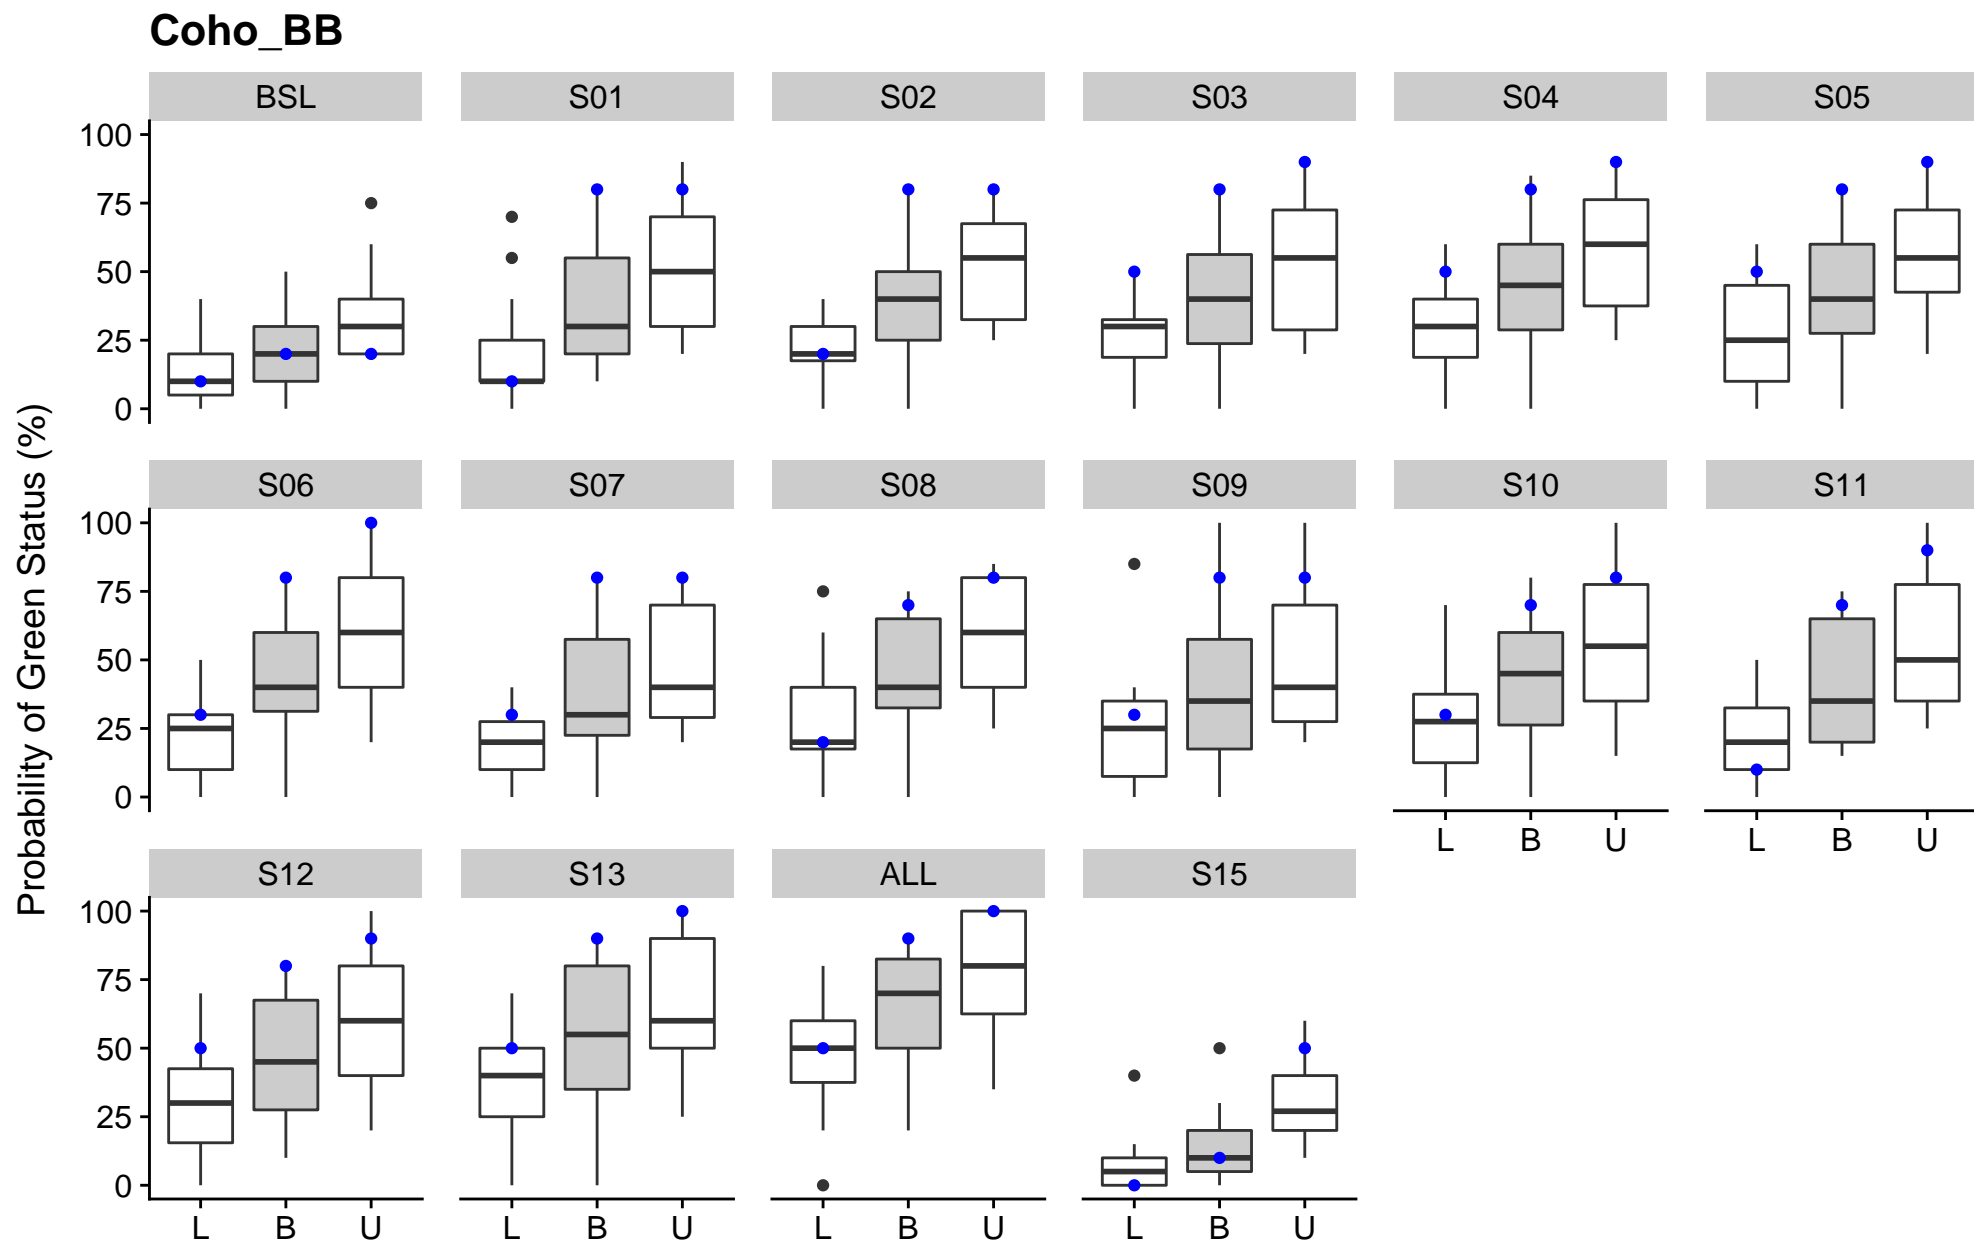 Coho_BB
BSL S01 S02 S03 S04 S05
100
75
50
25
0
S06 S07 S08 S09 S10 S11
100
75
50
25
0
L B U L B U
S12 S13 ALL S15
100
75
50
25
0
L B U L B U L B U L B U
Probability of Green Status (%)